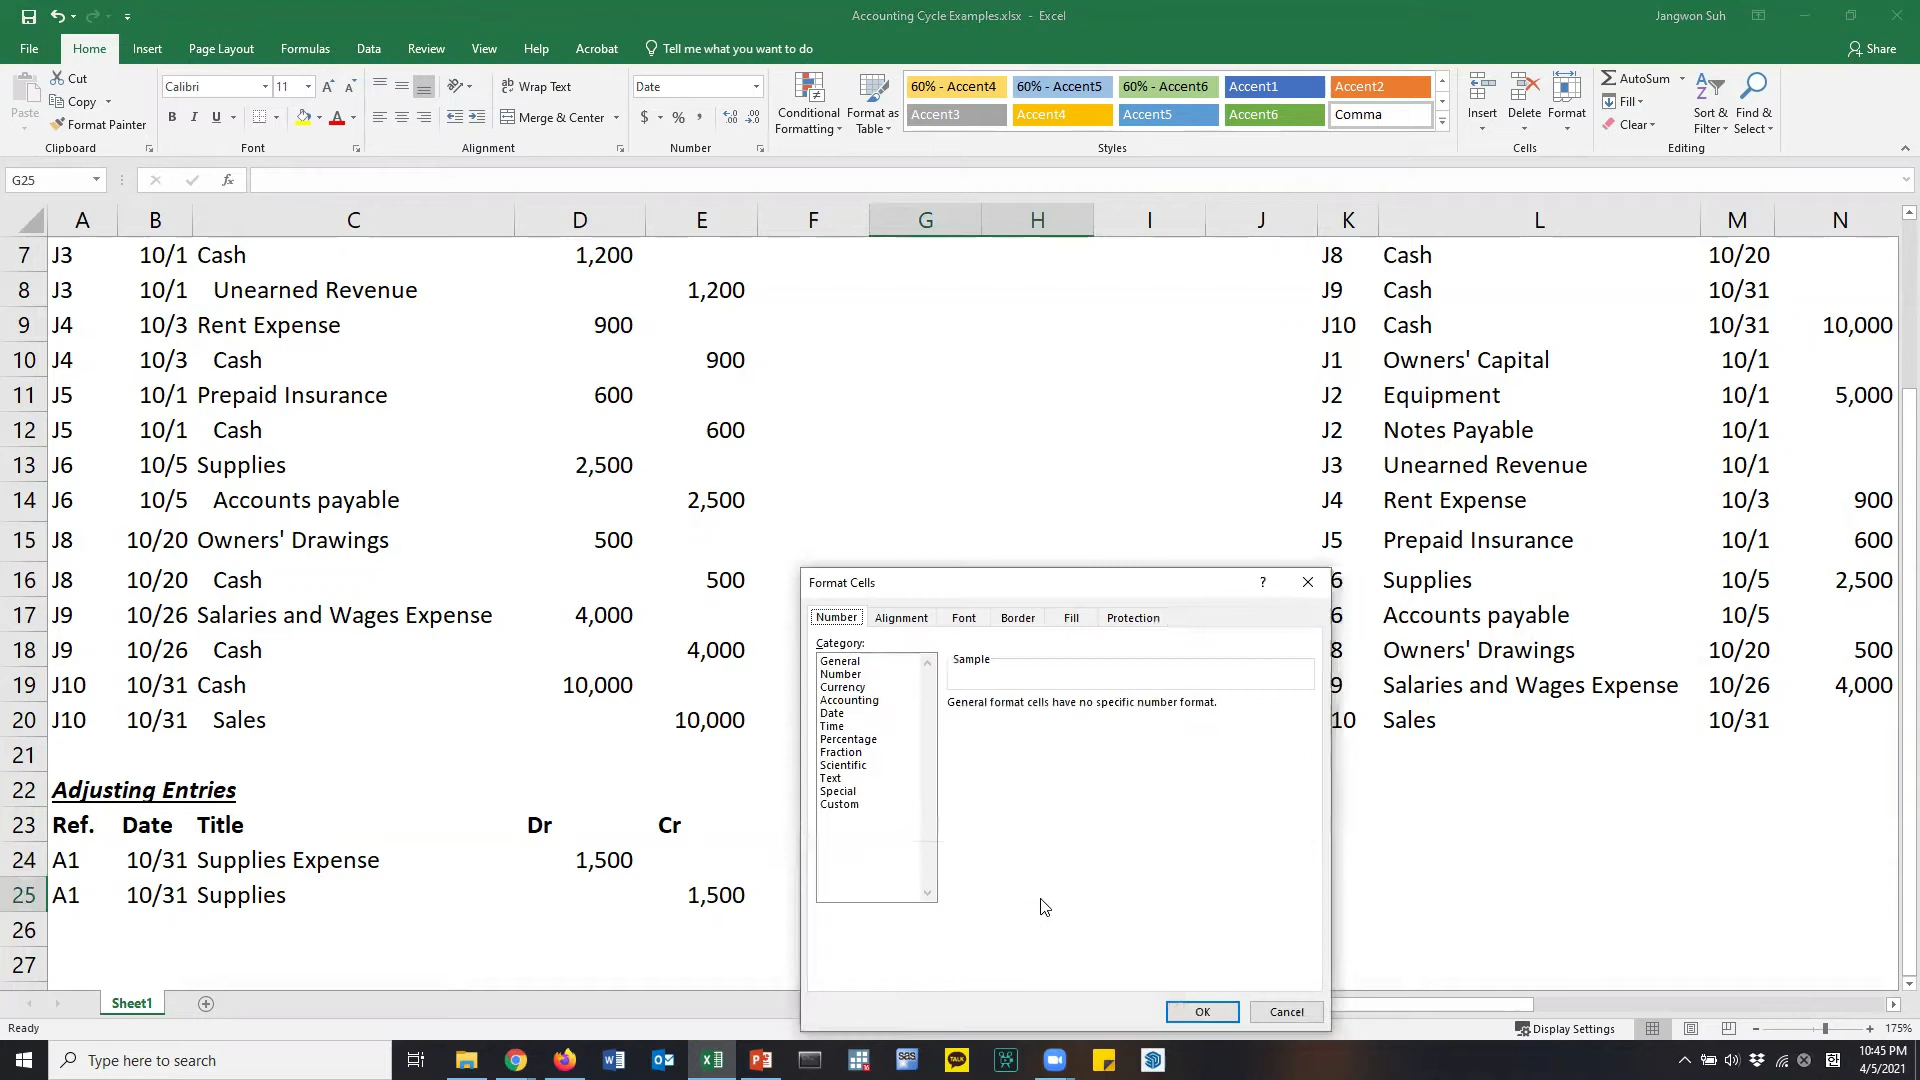 Accounting Cycle Examples.xlsx - Excel
Jangwon Suh
File Home Insert Page Layout Formulas Data Review View Help Acrobat Tell me what you want to do Share
Paste
Cut
Copy
Format Painter
Clipboard
Calibri 11
B I U
Font
Wrap Text
Merge & Center
Alignment
Date
$ % ,
Number
Conditional Formatting
Format as Table
60% - Accent4 60% - Accent5 60% - Accent6 Accent1 Accent2
Accent3 Accent4 Accent5 Accent6 Comma
Styles
Insert Delete Format
Cells
AutoSum
Fill
Clear
Sort & Filter
Find & Select
Editing
G25 fx
A B C D E F G H I J K L M N
7 J3 10/1 Cash 1,200 J8 Cash 10/20
8 J3 10/1 Unearned Revenue 1,200 J9 Cash 10/31
9 J4 10/3 Rent Expense 900 J10 Cash 10/31 10,000
10 J4 10/3 Cash 900 J1 Owners' Capital 10/1
11 J5 10/1 Prepaid Insurance 600 J2 Equipment 10/1 5,000
12 J5 10/1 Cash 600 J2 Notes Payable 10/1
13 J6 10/5 Supplies 2,500 J3 Unearned Revenue 10/1
14 J6 10/5 Accounts payable 2,500 J4 Rent Expense 10/3 900
15 J8 10/20 Owners' Drawings 500 J5 Prepaid Insurance 10/1 600
16 J8 10/20 Cash 500 6 Supplies 10/5 2,500
17 J9 10/26 Salaries and Wages Expense 4,000 6 Accounts payable 10/5
18 J9 10/26 Cash 4,000 8 Owners' Drawings 10/20 500
19 J10 10/31 Cash 10,000 9 Salaries and Wages Expense 10/26 4,000
20 J10 10/31 Sales 10,000 10 Sales 10/31
21
22 Adjusting Entries
23 Ref. Date Title Dr Cr
24 A1 10/31 Supplies Expense 1,500
25 A1 10/31 Supplies 1,500
26
27
Format Cells ?
Number Alignment Font Border Fill Protection
Category:
General
Number
Currency
Accounting
Date
Time
Percentage
Fraction
Scientific
Text
Special
Custom
Sample
General format cells have no specific number format.
OK Cancel
Sheet1
Ready
Display Settings 175%
Type here to search
10:45 PM
4/5/2021